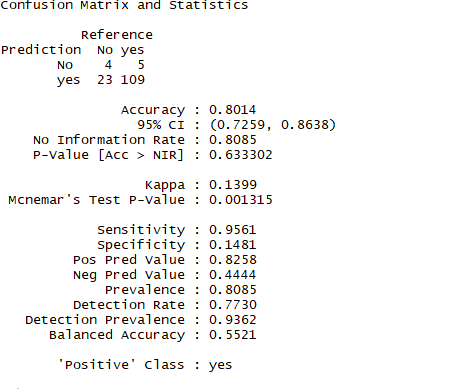 Confusion Matrix and Statistics
Reference
Prediction No yes
No 4 5
yes 23 109
Accuracy : 0.8014
95% CI : (0.7259, 0.8638)
No Information Rate : 0.8085
P-Value [Acc > NIR] : 0.633302
Kappa : 0.1399
Mcnemar's Test P-Value : 0.001315
Sensitivity : 0.9561
Specificity : 0.1481
Pos Pred Value : 0.8258
Neg Pred Value : 0.4444
Prevalence : 0.8085
Detection Rate : 0.7730
Detection Prevalence : 0.9362
Balanced Accuracy : 0.5521
'Positive' Class : yes